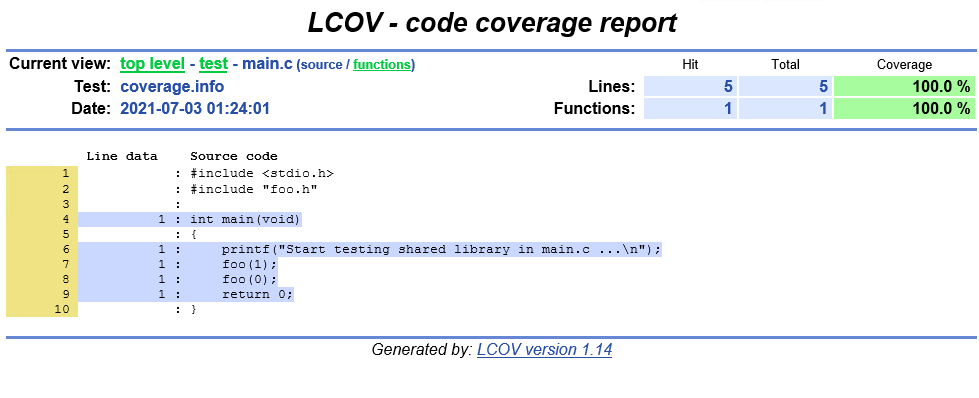 LCOV - code coverage report
Current view: top level - test - main.c (source / functions) Hit Total Coverage
Test: coverage.info Lines: 5 5 100.0 %
Date: 2021-07-03 01:24:01 Functions: 1 1 100.0 %
Line data Source code
1 : #include <stdio.h>
2 : #include "foo.h"
3 :
4 1 : int main(void)
5 : {
6 1 : printf("Start testing shared library in main.c ...\n");
7 1 : foo(1);
8 1 : foo(0);
9 1 : return 0;
10 : }
Generated by: LCOV version 1.14